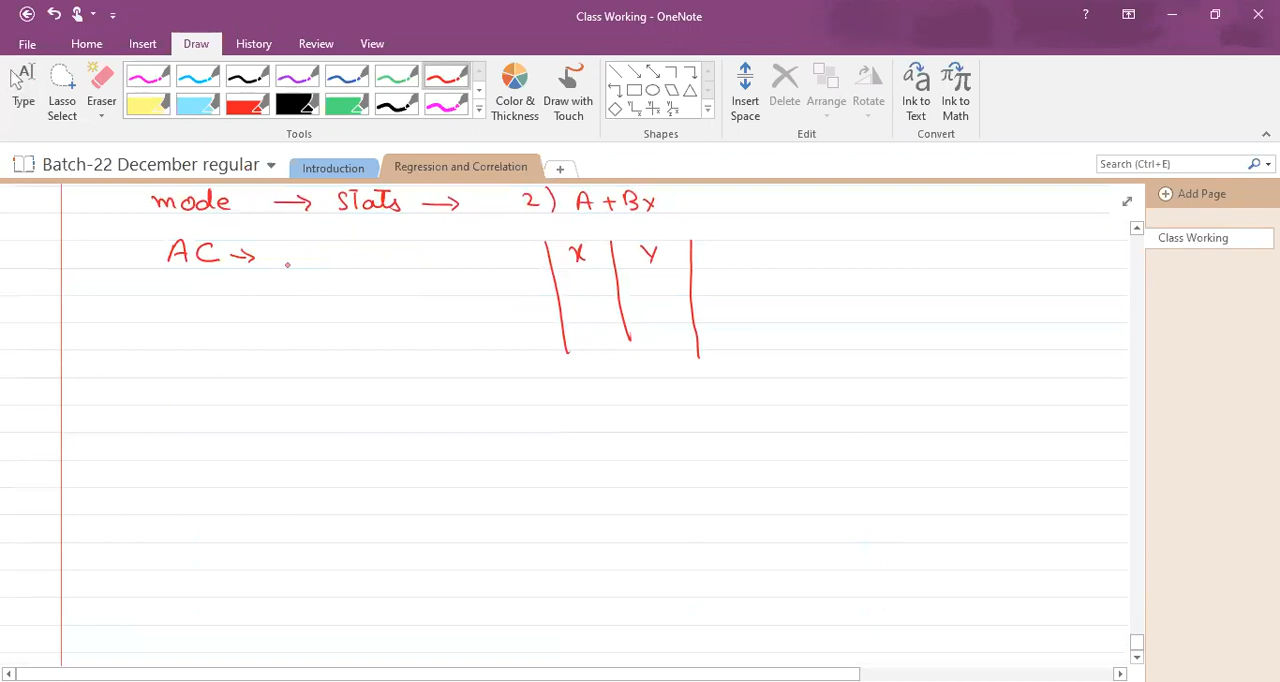 Class Working - OneNote
?
File Home Insert Draw History Review View
Type
Lasso Select
Eraser
Color & Thickness
Draw with Touch
Insert Space
Delete
Arrange
Rotate
Ink to Text
Ink to Math
Tools Shapes Edit Convert
Batch-22 December regular Introduction Regression and Correlation
Search (Ctrl+E)
Add Page
Class Working
mode → Stats → 2) A + Bx
AC → X Y